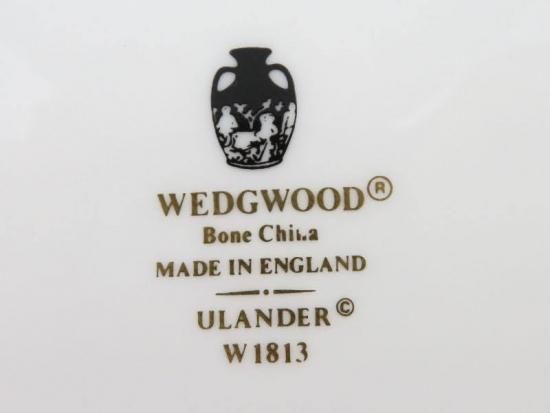 WEDGWOOD®
Bone China
MADE IN ENGLAND
ULANDER©
W1813